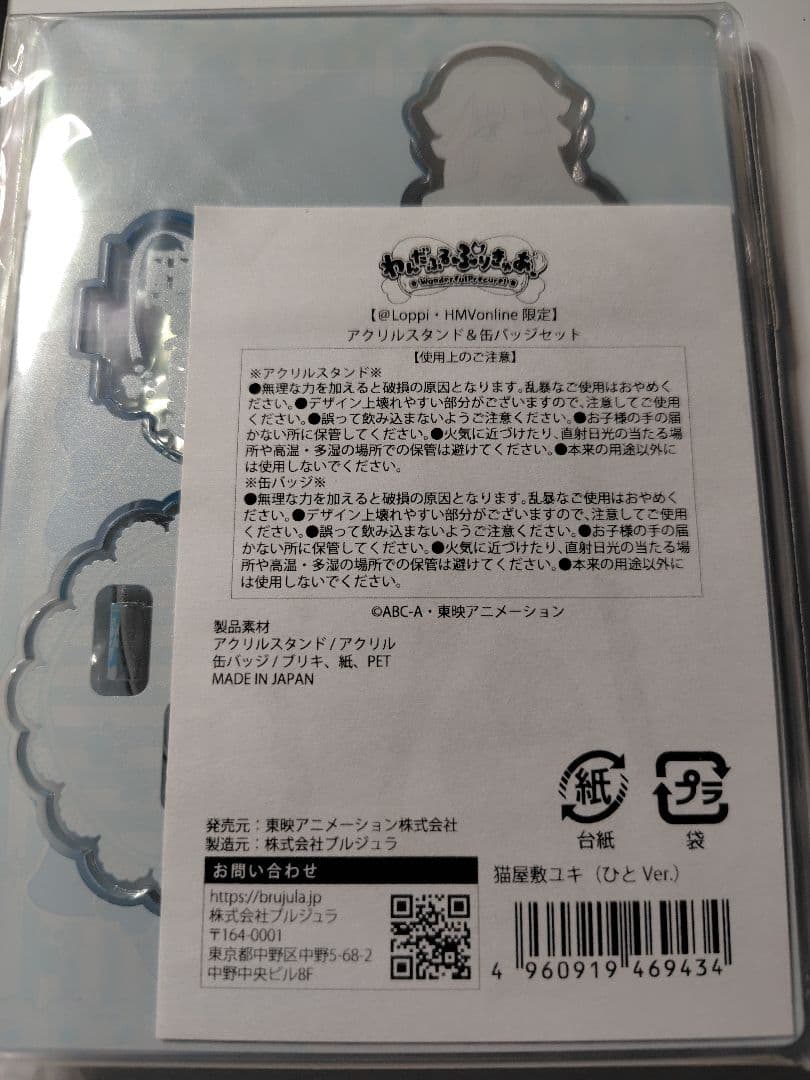 わんだふるぷりきゅあ!
WonderfulPrecure!
【@Loppi・HMVonline 限定】
アクリルスタンド＆缶バッジセット
【使用上のご注意】
※アクリルスタンド※
●無理な力を加えると破損の原因となります。乱暴なご使用はおやめく
ださい。●デザイン上壊れやすい部分がございますので、注意してご使用
ください。●誤って飲み込まないようご注意ください。●お子様の手の届
かない所に保管してください。●火気に近づけたり、直射日光の当たる場
所や高温・多湿の場所での保管は避けてください。●本来の用途以外に
は使用しないでください。
※缶バッジ※
●無理な力を加えると破損の原因となります。乱暴なご使用はおやめく
ださい。●デザイン上壊れやすい部分がございますので、注意してご使用
ください。●誤って飲み込まないようご注意ください。●お子様の手の届
かない所に保管してください。●火気に近づけたり、直射日光の当たる場
所や高温・多湿の場所での保管は避けてください。●本来の用途以外に
は使用しないでください。
©ABC-A・東映アニメーション
製品素材
アクリルスタンド / アクリル
缶バッジ / ブリキ、紙、PET
MADE IN JAPAN
紙
台紙
プラ
袋
発売元：東映アニメーション株式会社
製造元：株式会社ブルジュラ
お問い合わせ
https://brujula.jp
株式会社ブルジュラ
〒164-0001
東京都中野区中野5-68-2
中野中央ビル8F
猫屋敷ユキ（ひと Ver.）
4 960919 469434